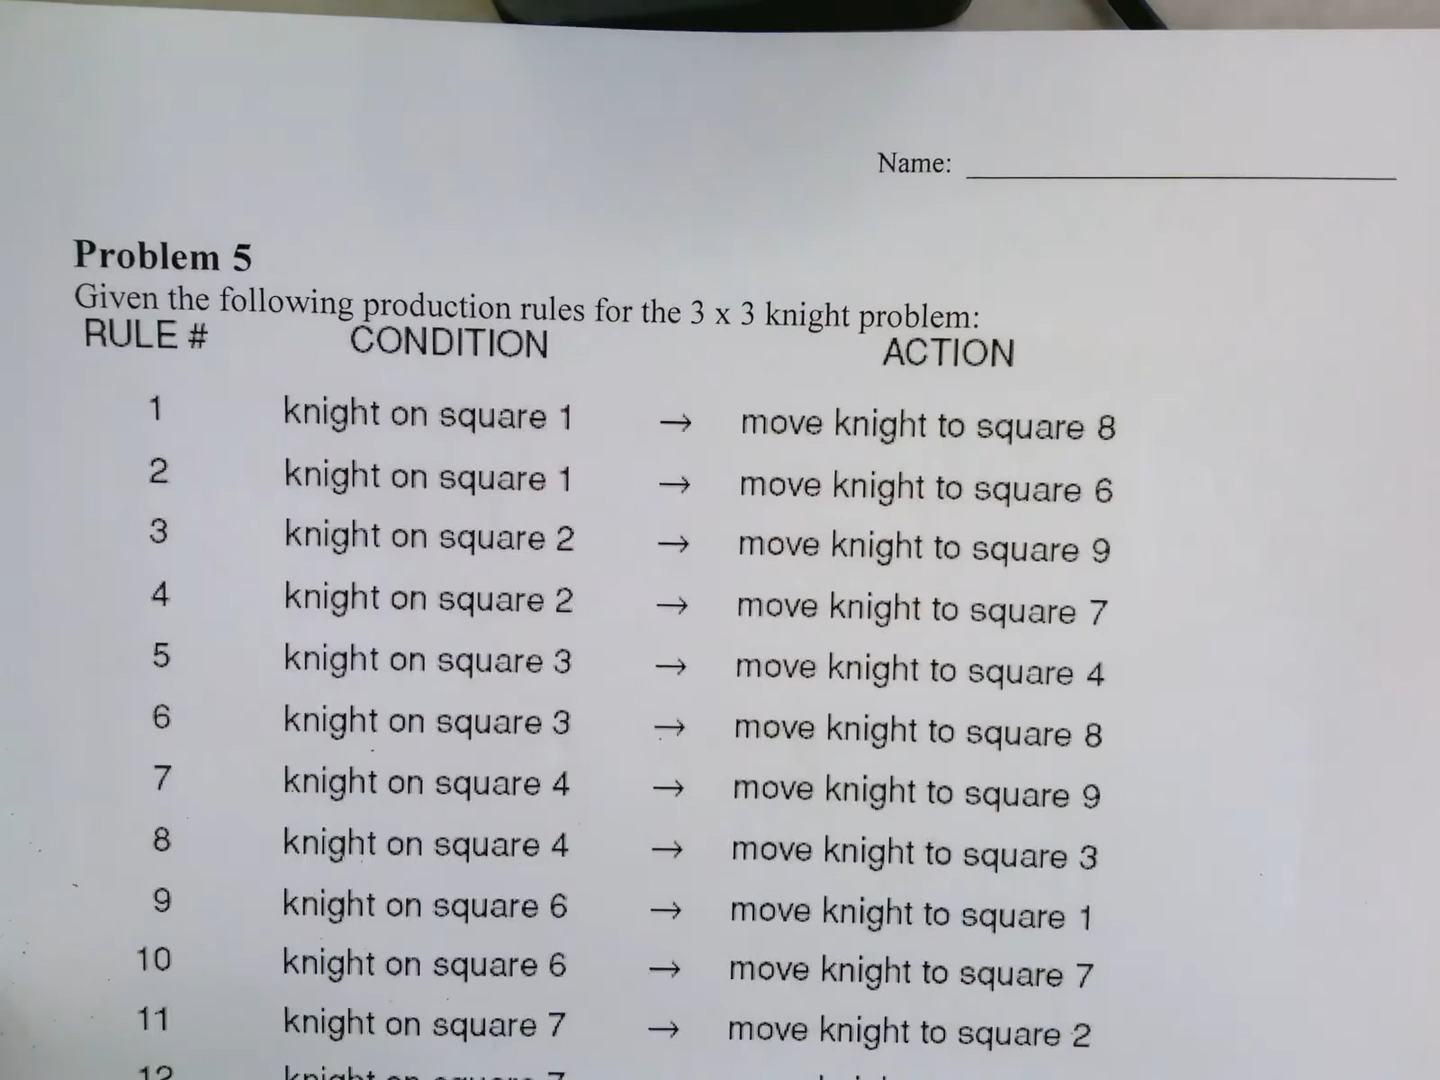 Name:
Problem 5
Given the following production rules for the 3 x 3 knight problem:
RULE # CONDITION ACTION
1 knight on square 1 → move knight to square 8
2 knight on square 1 → move knight to square 6
3 knight on square 2 → move knight to square 9
4 knight on square 2 → move knight to square 7
5 knight on square 3 → move knight to square 4
6 knight on square 3 → move knight to square 8
7 knight on square 4 → move knight to square 9
8 knight on square 4 → move knight to square 3
9 knight on square 6 → move knight to square 1
10 knight on square 6 → move knight to square 7
11 knight on square 7 → move knight to square 2
12 knight on square 7